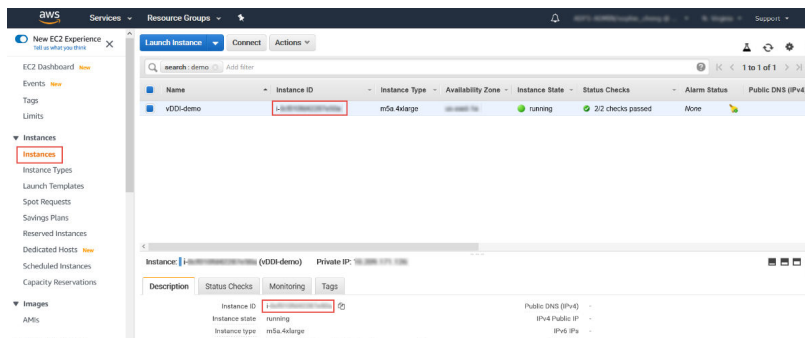 aws Services Resource Groups Support
New EC2 Experience
Tell us what you think
EC2 Dashboard New
Events New
Tags
Limits
Instances
Instances
Instance Types
Launch Templates
Spot Requests
Savings Plans
Reserved Instances
Dedicated Hosts New
Scheduled Instances
Capacity Reservations
Images
AMIs
Launch Instance Connect Actions
search : demo Add filter 1 to 1 of 1
Name Instance ID Instance Type Availability Zone Instance State Status Checks Alarm Status Public DNS (IPv4
vDDI-demo i- m5a.4xlarge running 2/2 checks passed None
Instance: i- (vDDI-demo) Private IP:
Description Status Checks Monitoring Tags
Instance ID i- Public DNS (IPv4) -
Instance state running IPv4 Public IP -
Instance type m5a.4xlarge IPv6 IPs -